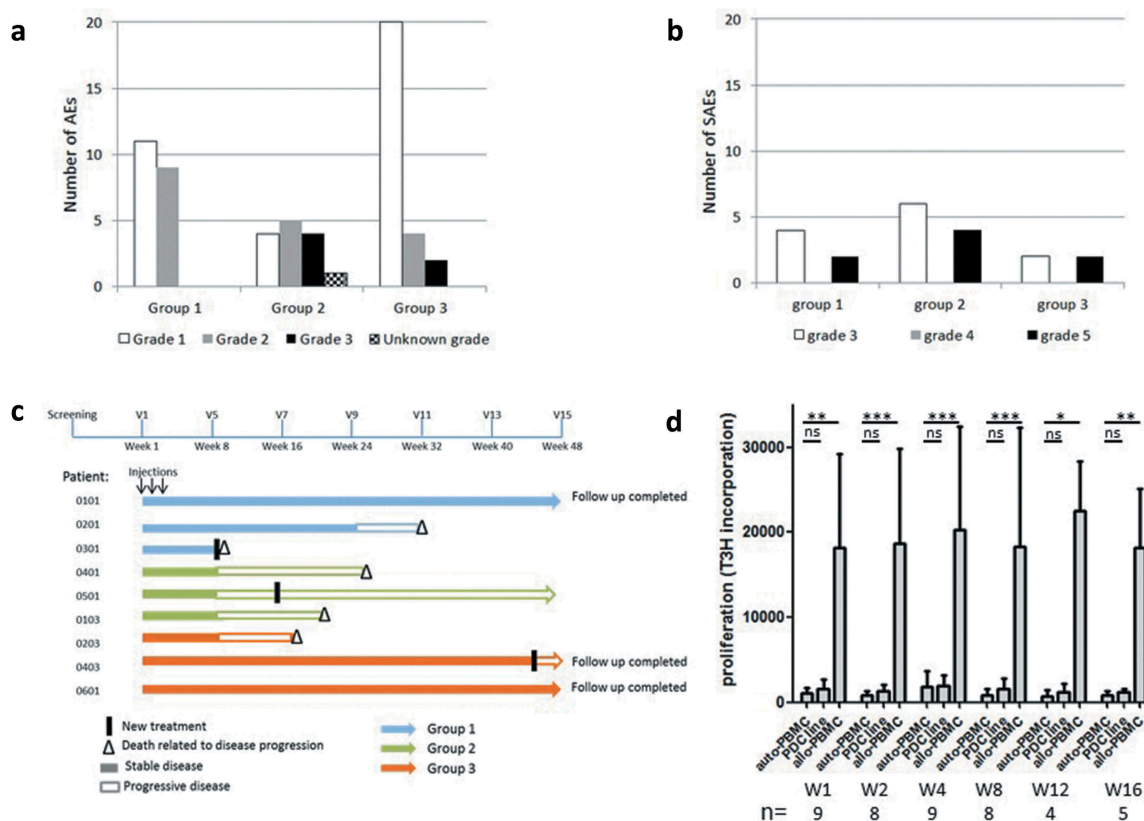 a
Number of AEs
20
15
10
5
0
Group 1 Group 2 Group 3
Grade 1 Grade 2 Grade 3 Unknown grade
b
Number of SAEs
20
15
10
5
0
group 1 group 2 group 3
grade 3 grade 4 grade 5
c
Screening V1 V5 V7 V9 V11 V13 V15
Week 1 Week 8 Week 16 Week 24 Week 32 Week 40 Week 48
Patient: Injections
0101 Follow up completed
0201
0301
0401
0501
0103
0203
0403 Follow up completed
0601 Follow up completed
New treatment
Death related to disease progression
Stable disease
Progressive disease
Group 1
Group 2
Group 3
d
proliferation (T3H incorporation)
** *** *** *** * **
ns ns ns ns ns ns
30000
20000
10000
0
auto-PBMC PDC line allo-PBMC auto-PBMC PDC line allo-PBMC auto-PBMC PDC line allo-PBMC auto-PBMC PDC line allo-PBMC auto-PBMC PDC line allo-PBMC auto-PBMC PDC line allo-PBMC
W1 W2 W4 W8 W12 W16
n= 9 8 9 8 4 5